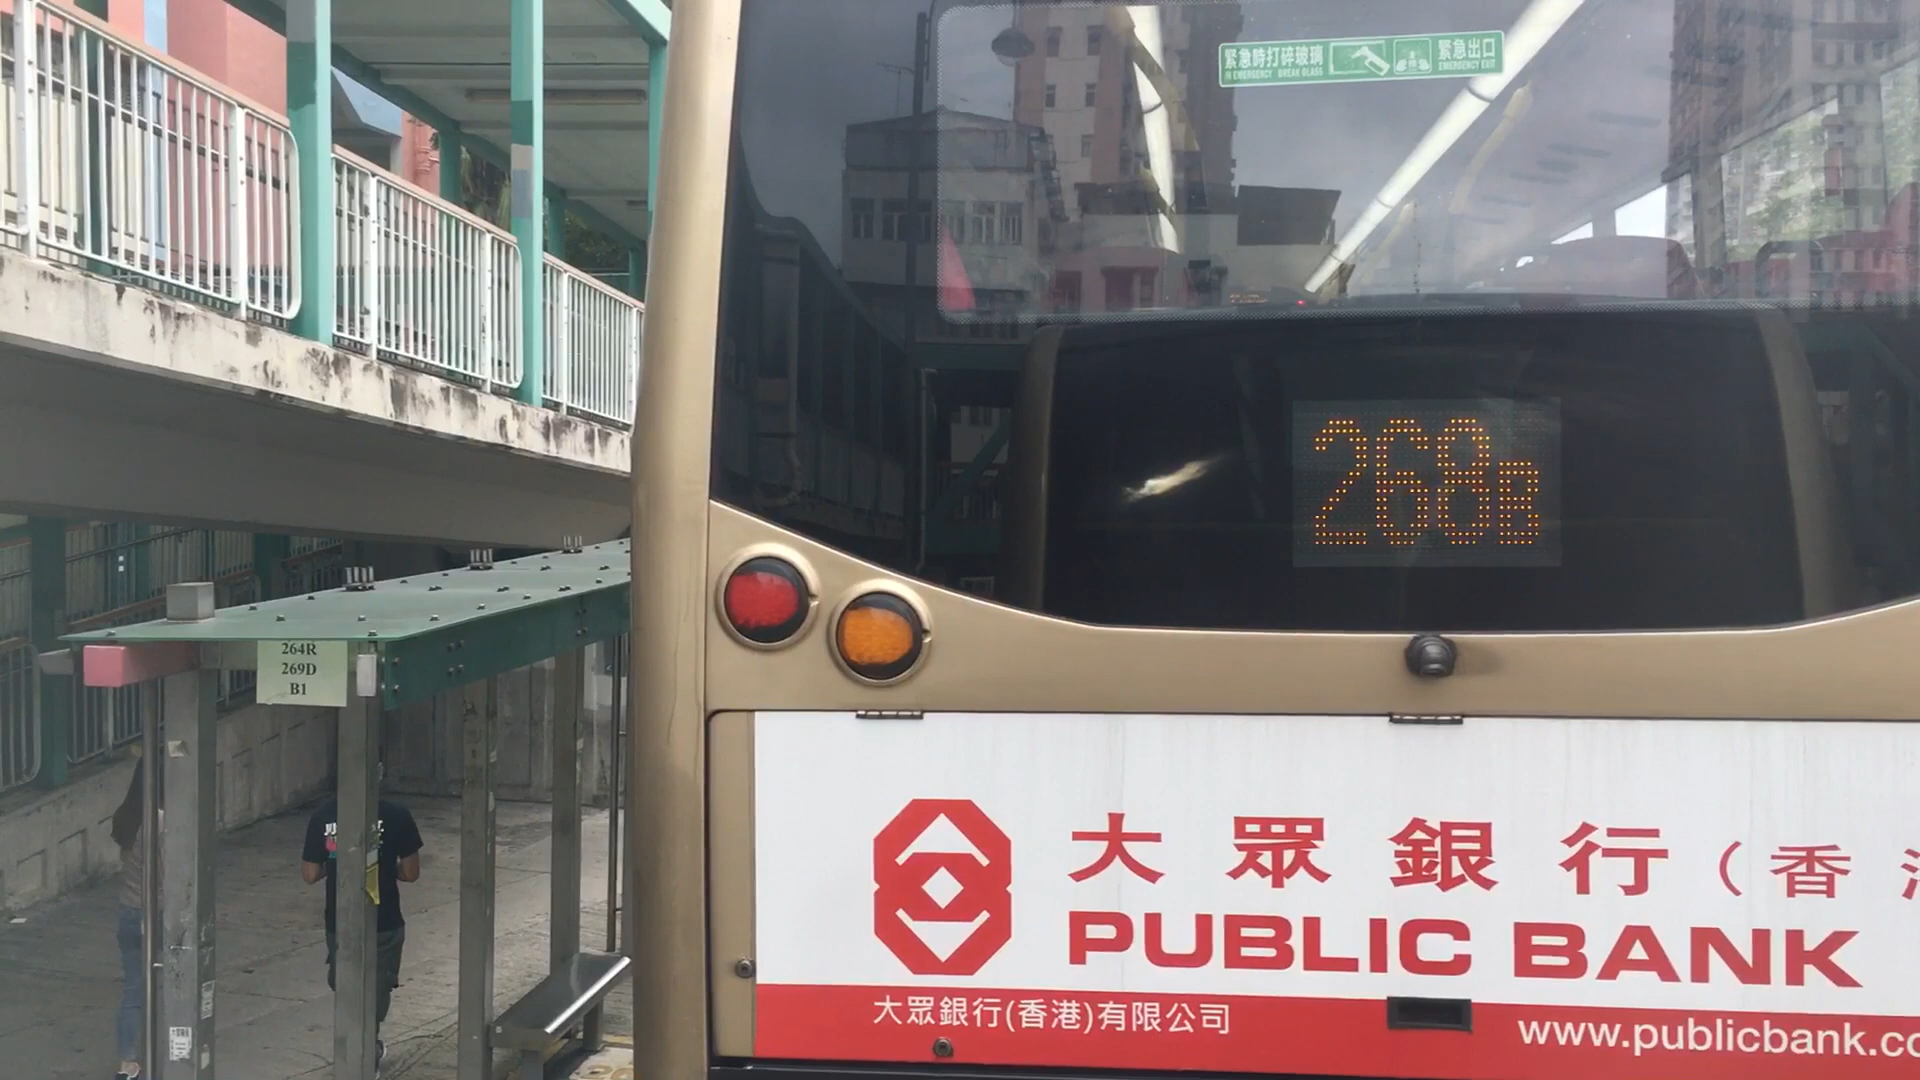 緊急時打碎玻璃 緊急出口
IN EMERGENCY BREAK GLASS EMERGENCY EXIT
268B
264R
269D
B1
大眾銀行(香
PUBLIC BANK
大眾銀行(香港)有限公司
www.publicbank.co